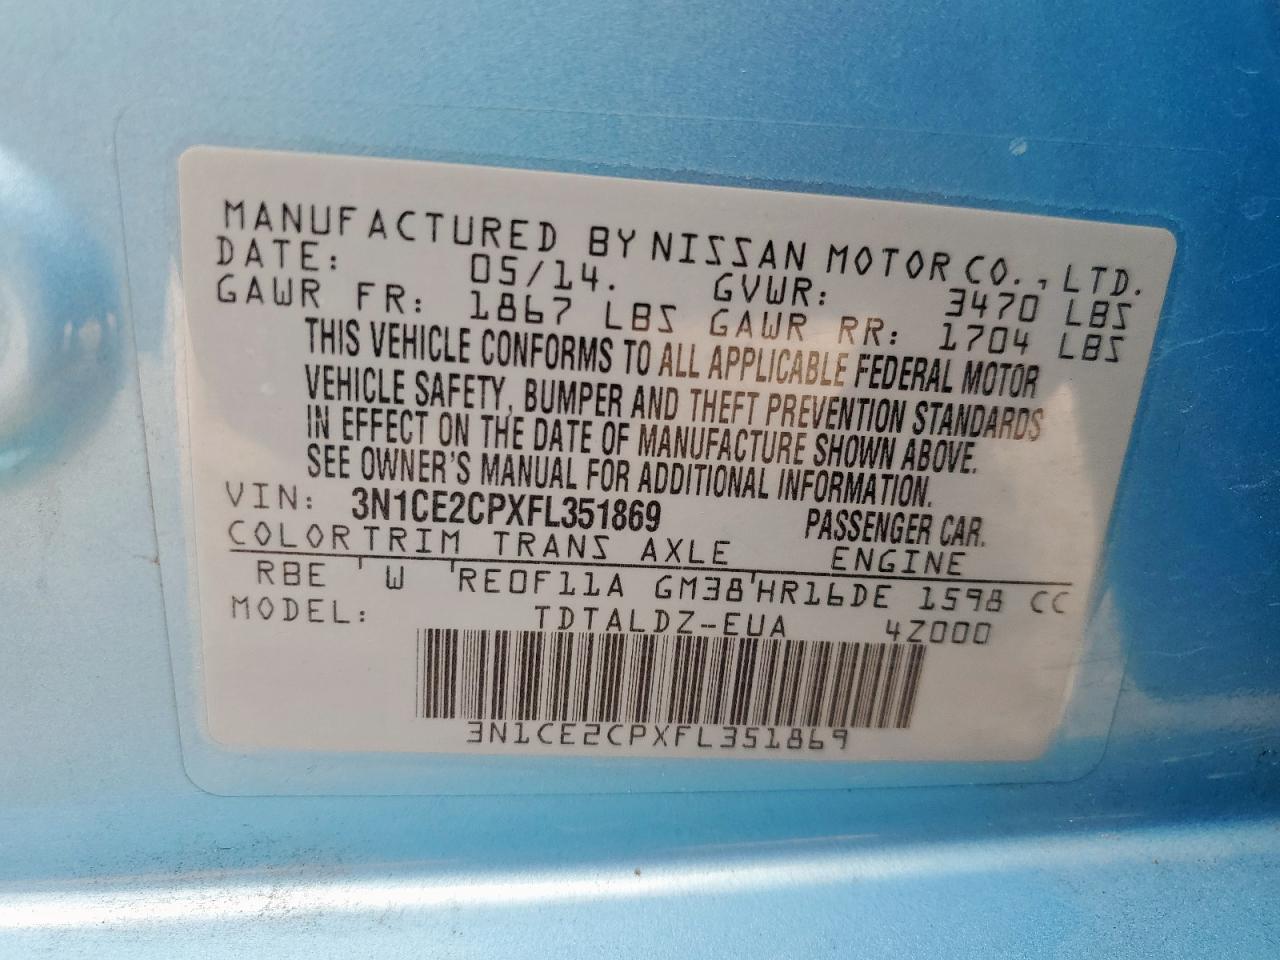 MANUFACTURED BY NISSAN MOTOR CO., LTD.
DATE: 05/14. GVWR: 3470 LBS
GAWR FR: 1867 LBS GAWR RR: 1704 LBS
THIS VEHICLE CONFORMS TO ALL APPLICABLE FEDERAL MOTOR
VEHICLE SAFETY, BUMPER AND THEFT PREVENTION STANDARDS
IN EFFECT ON THE DATE OF MANUFACTURE SHOWN ABOVE.
SEE OWNER'S MANUAL FOR ADDITIONAL INFORMATION.
VIN: 3N1CE2CPXFL351869 PASSENGER CAR.
COLOR TRIM TRANS AXLE ENGINE
RBE ' W 'RE0F11A GM38'HR16DE 1598 CC
MODEL: TDTALDZ-EUA 4Z000
3N1CE2CPXFL351869